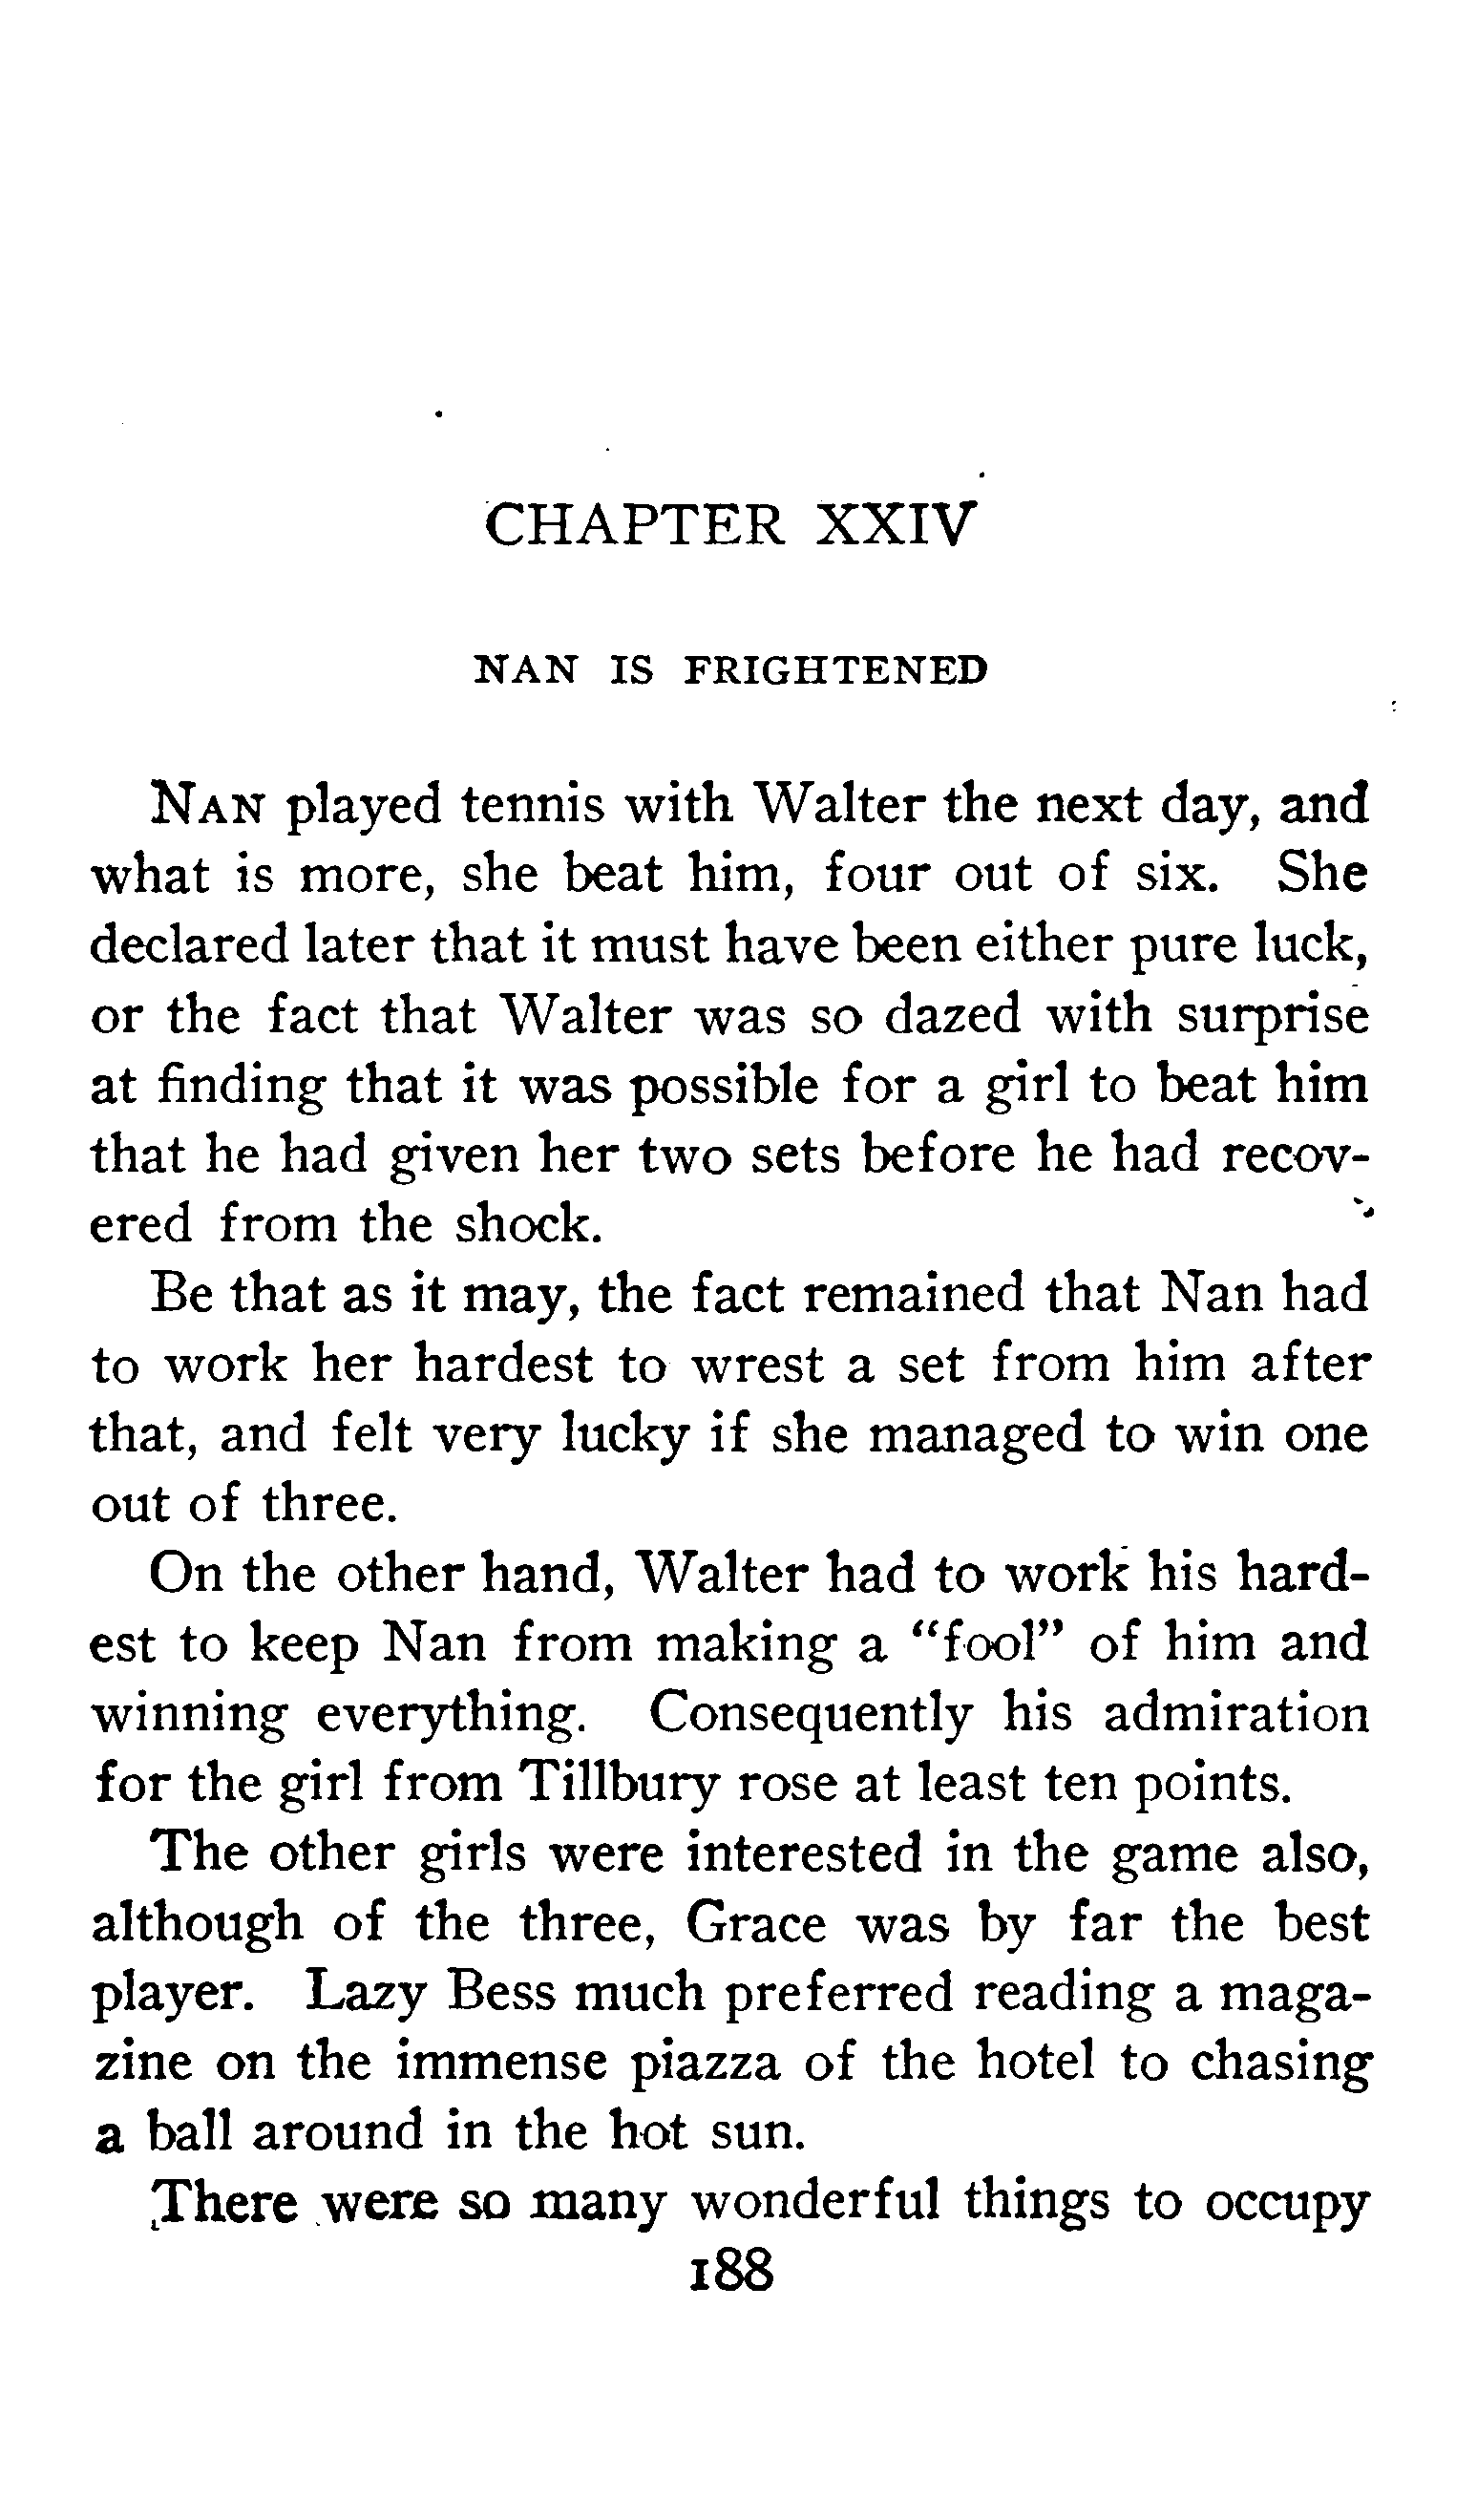 CHAPTER XXIV
NAN IS FRIGHTENED
NAN played tennis with Walter the next day, and
what is more, she beat him, four out of six. She
declared later that it must have been either pure luck,
or the fact that Walter was so dazed with surprise
at finding that it was possible for a girl to beat him
that he had given her two sets before he had recov-
ered from the shock.
Be that as it may, the fact remained that Nan had
to work her hardest to wrest a set from him after
that, and felt very lucky if she managed to win one
out of three.
On the other hand, Walter had to work his hard-
est to keep Nan from making a “fool” of him and
winning everything. Consequently his admiration
for the girl from Tillbury rose at least ten points.
The other girls were interested in the game also,
although of the three, Grace was by far the best
player. Lazy Bess much preferred reading a maga-
zine on the immense piazza of the hotel to chasing
a ball around in the hot sun.
There were so many wonderful things to occupy
188